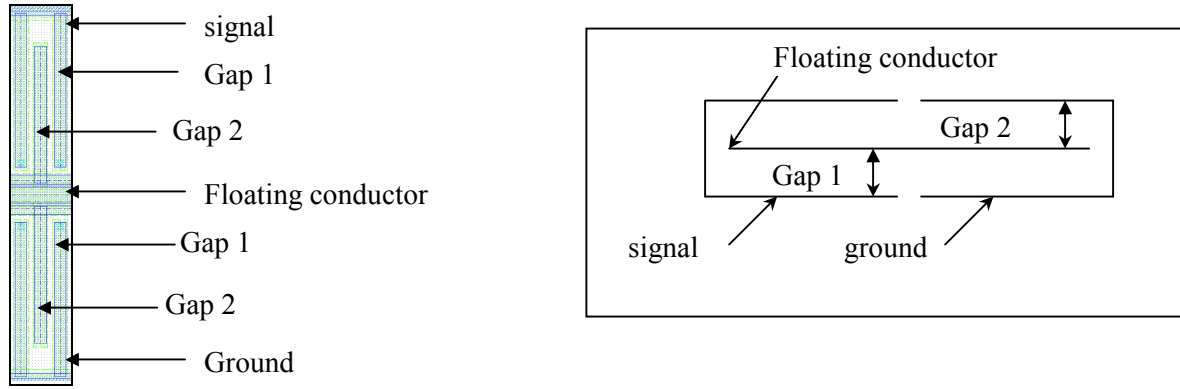 signal
Gap 1
Gap 2
Floating conductor
Gap 1
Gap 2
Ground
Floating conductor
Gap 2
Gap 1
signal
ground